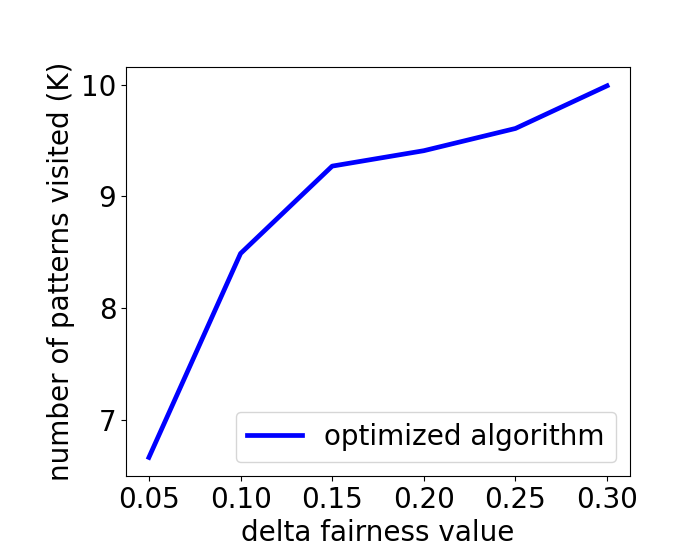 number of patterns visited (K)
10
9
8
7
optimized algorithm
0.05 0.10 0.15 0.20 0.25 0.30
delta fairness value